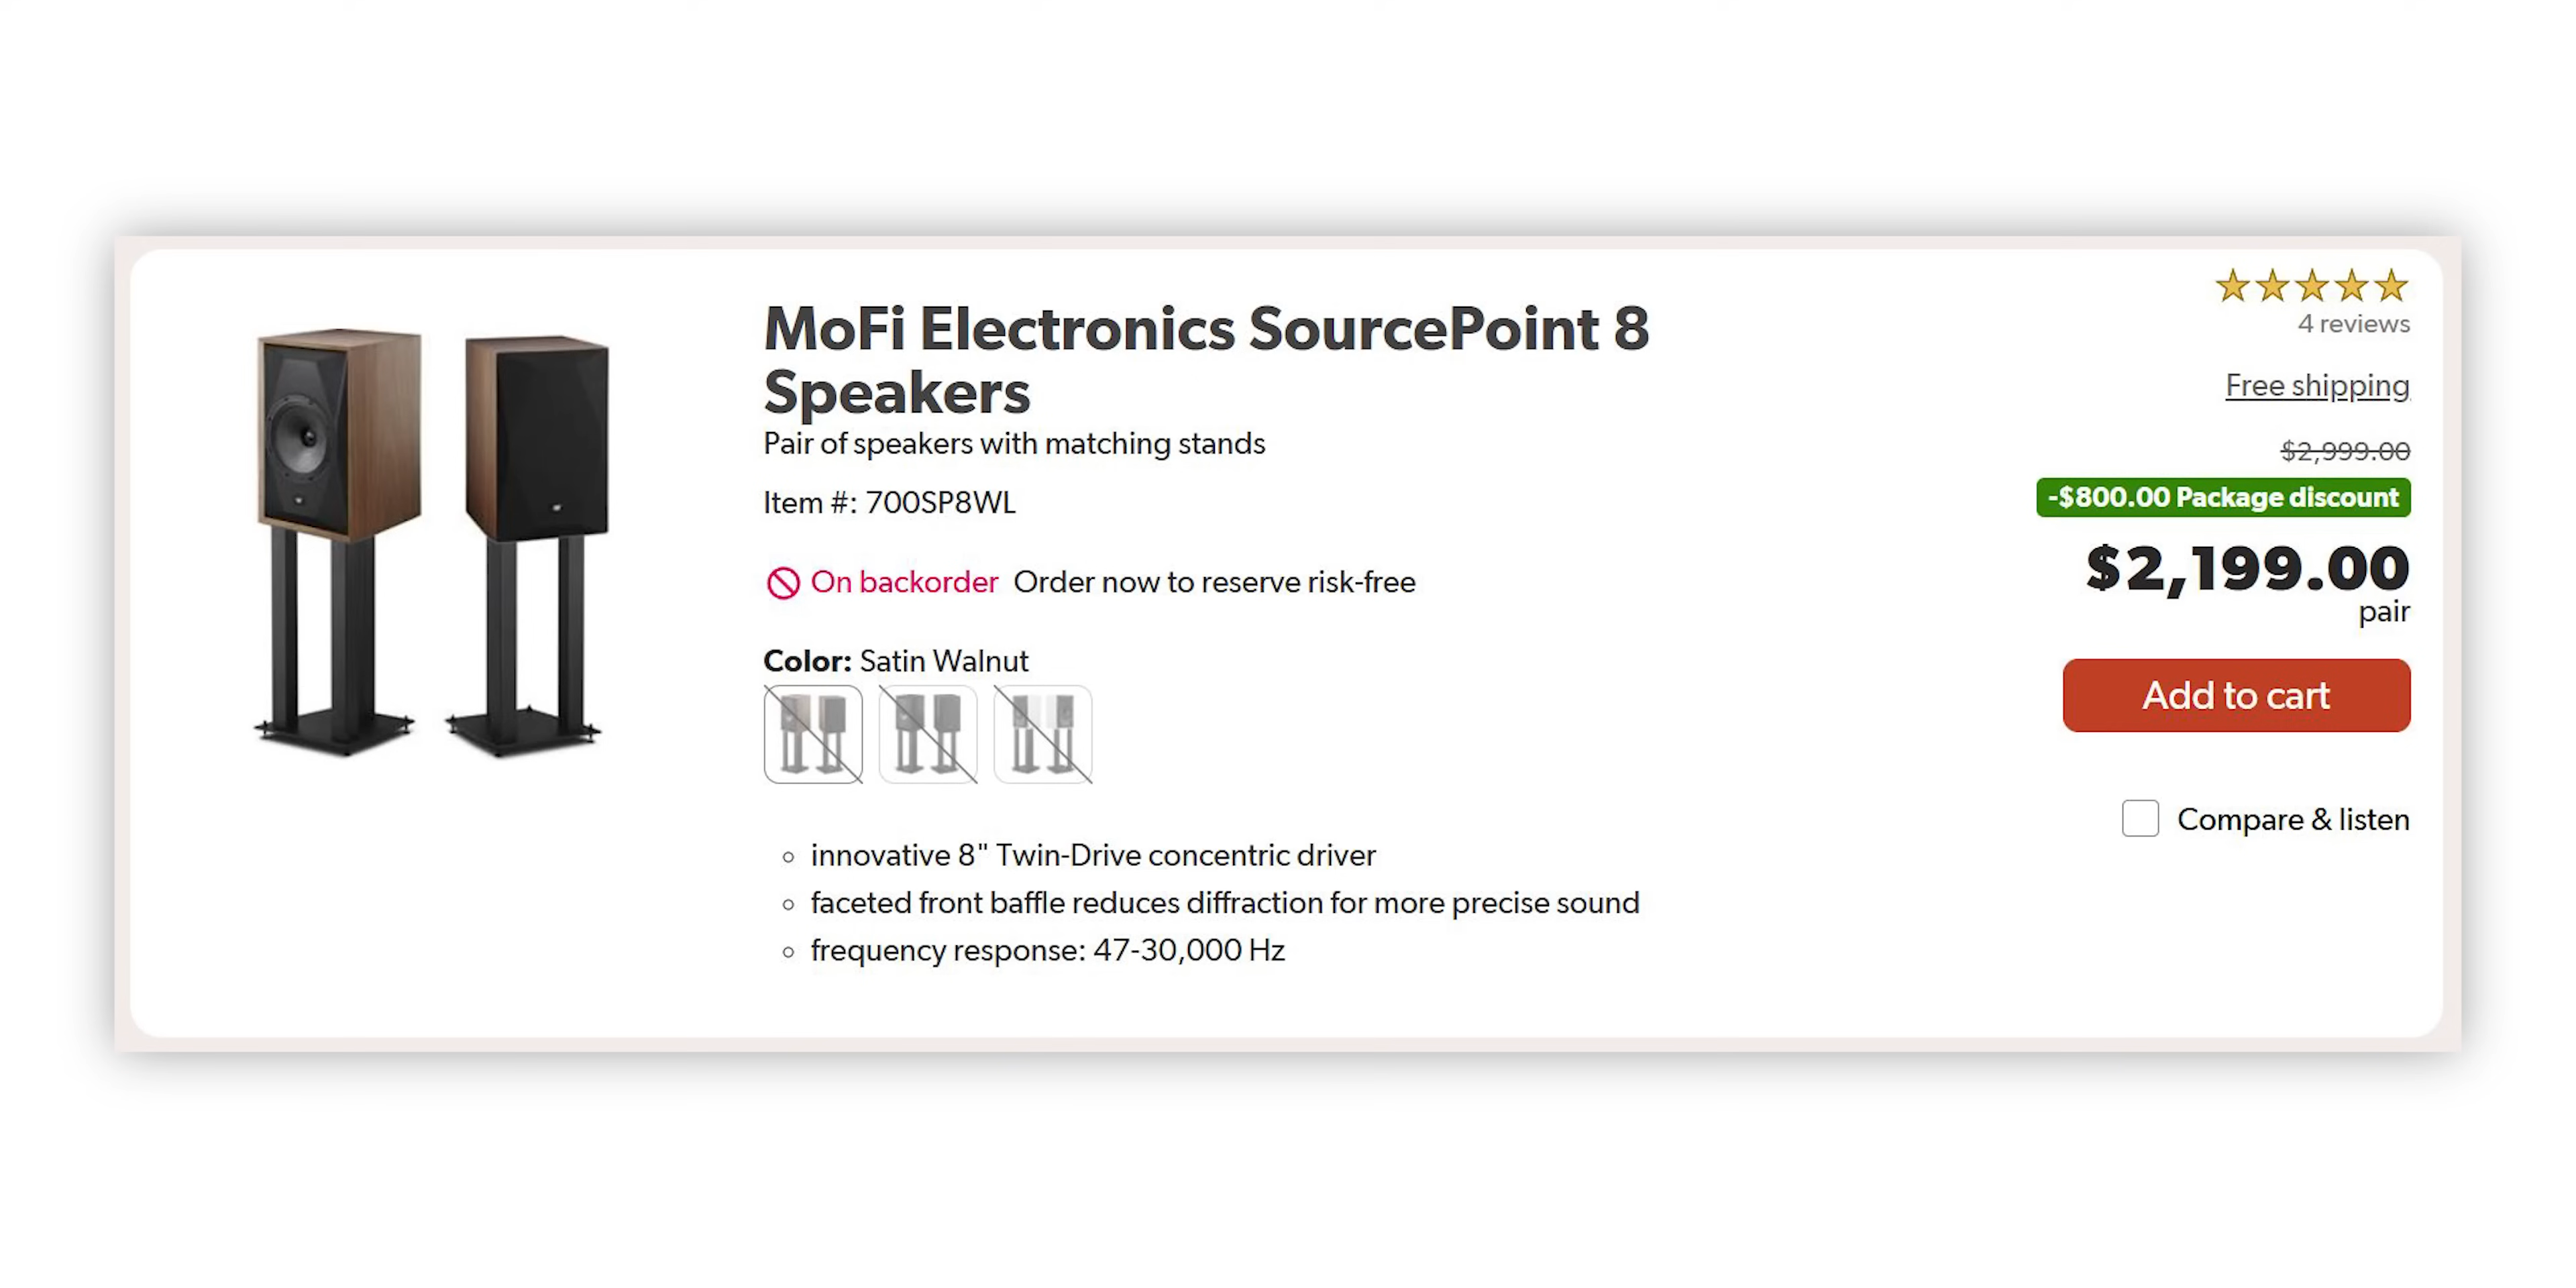 MoFi Electronics SourcePoint 8
Speakers
Pair of speakers with matching stands
Item #: 700SP8WL
On backorder Order now to reserve risk-free
Color: Satin Walnut
innovative 8" Twin-Drive concentric driver
faceted front baffle reduces diffraction for more precise sound
frequency response: 47-30,000 Hz
4 reviews
Free shipping
$2,999.00
-$800.00 Package discount
$2,199.00
pair
Add to cart
Compare & listen